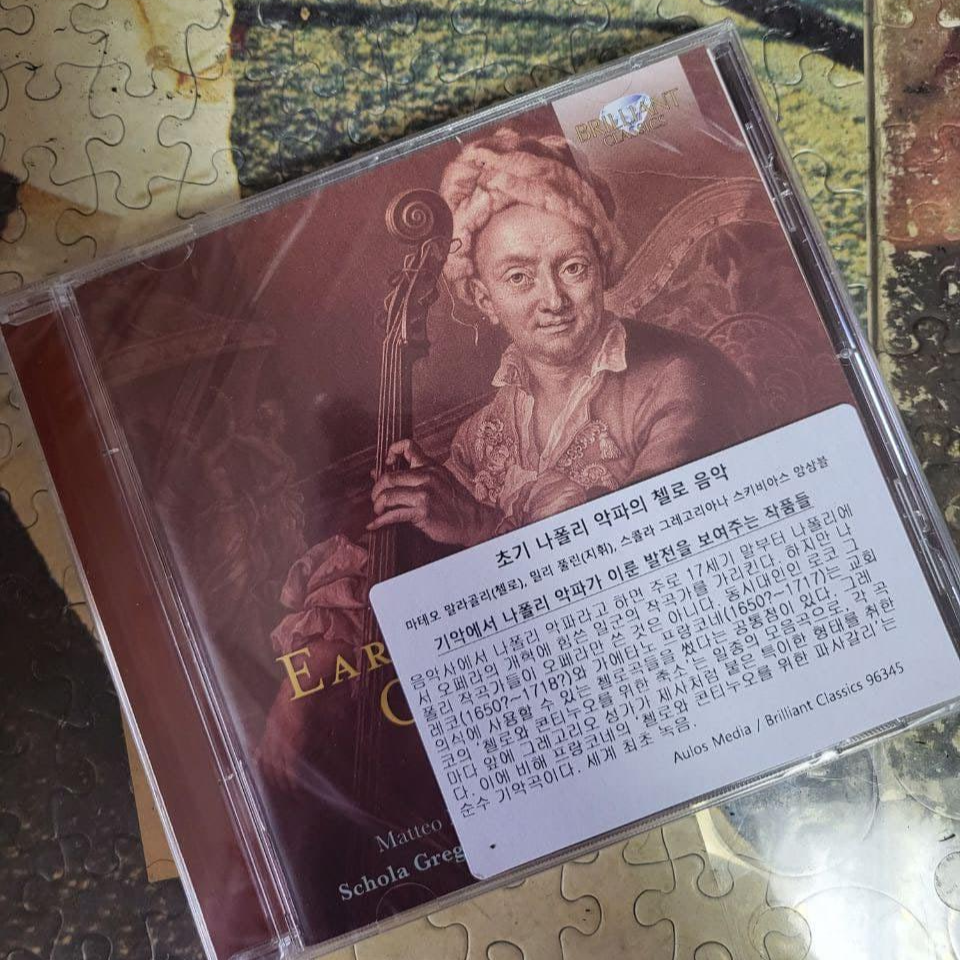 BRILLIANT
CLASSICS
초기 나폴리 악파의 첼로 음악
마테오 말라골리(첼로), 밀리 풀린(지휘), 스콜라 그레고리아나 스키비아스 앙상블
기악에서 나폴리 악파가 이룬 발전을 보여주는 작품들
음악사에서 나폴리 악파라고 하면 주로 17세기 말부터 나폴리에
서 오페라의 개혁에 힘쓴 일군의 작곡가를 가리킨다. 하지만 나
폴리 작곡가들이 오페라만 쓴 것은 아니다. 동시대인인 로코 그
레코(1650?~1718?)와 가에타노 프랑코네(1650?~1717)는 교회
의식에 사용할 수 있는 첼로곡들을 썼다는 공통점이 있다. 그레
코의 '첼로와 콘티누오를 위한 축소'는 일종의 모음곡으로, 각 곡
마다 앞에 그레고리오 성가가 제시처럼 붙은 특이한 형태를 취한
다. 이에 비해 프랑코네의 '첼로와 콘티누오를 위한 파사갈리'는
순수 기악곡이다. 세계 최초 녹음.
Aulos Media / Brilliant Classics 96345
EAR
C
Matteo
Schola Greg